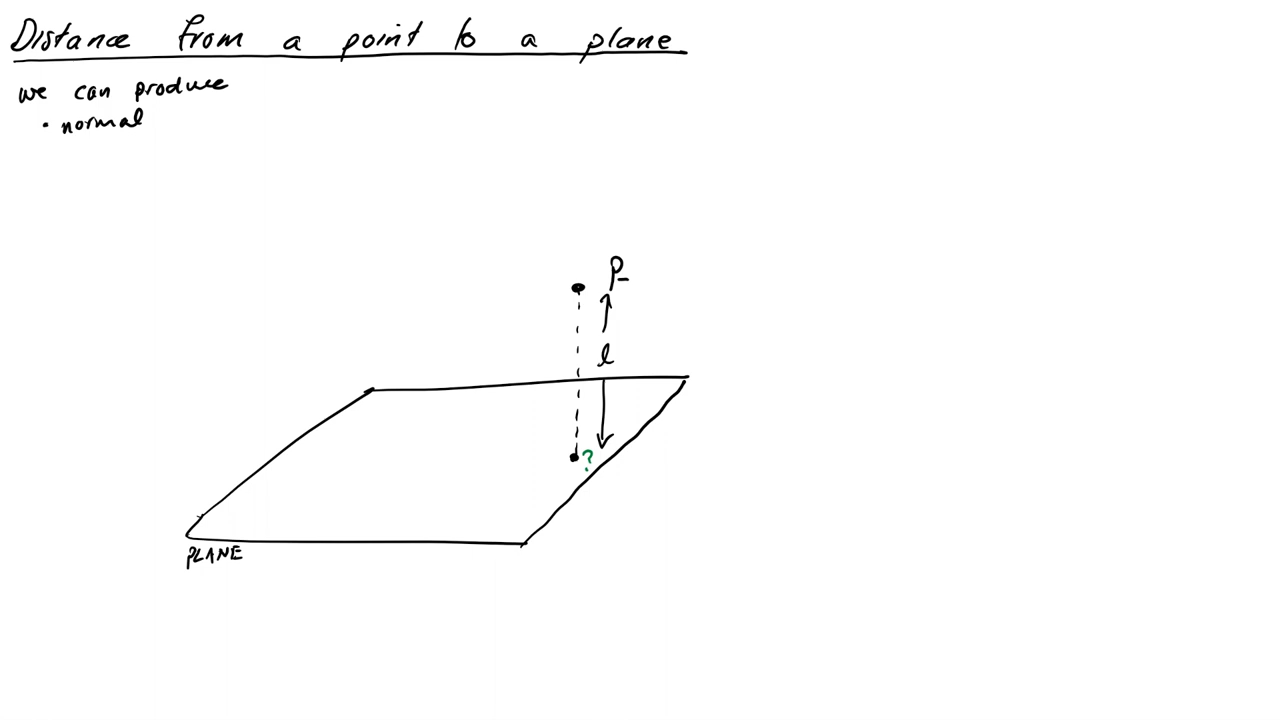 Distance from a point to a plane
we can produce
• normal
P
l
?
PLANE